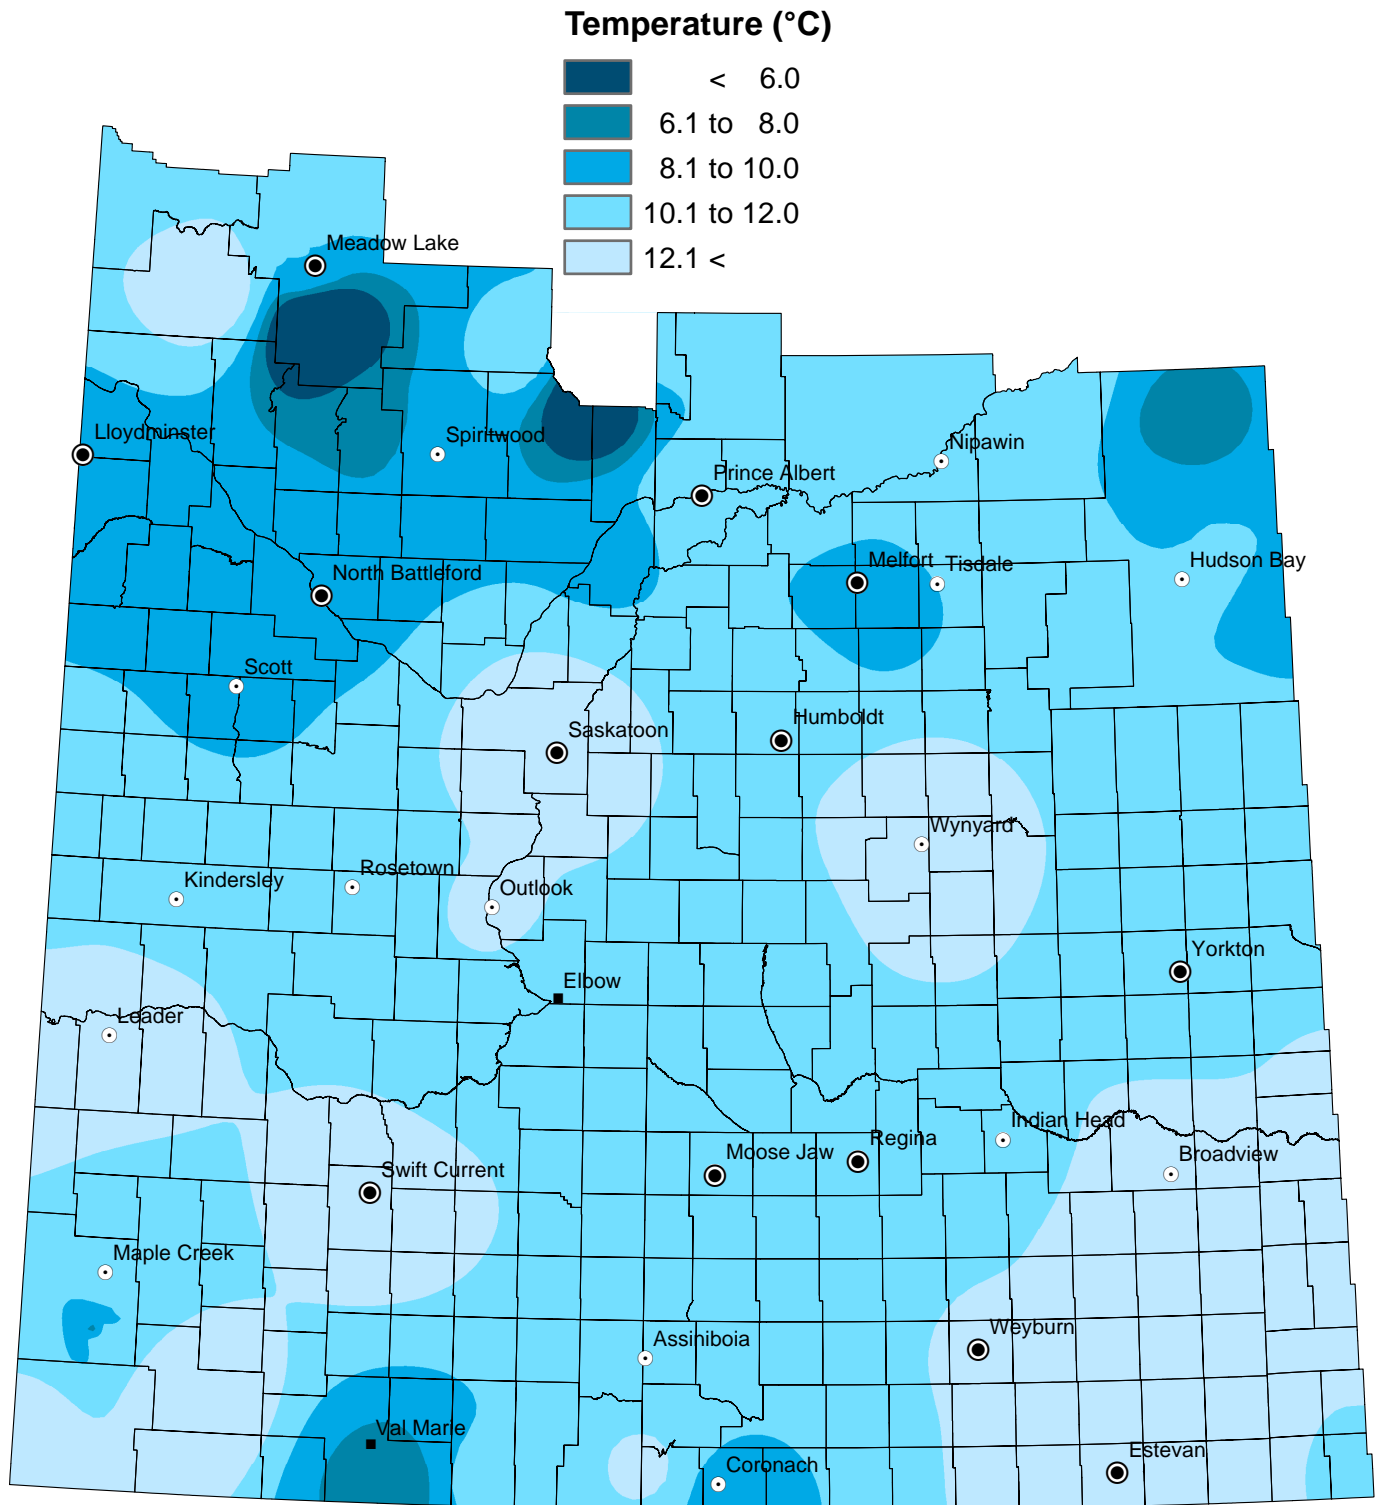 Temperature (°C)
< 6.0
6.1 to 8.0
8.1 to 10.0
10.1 to 12.0
12.1 <
Meadow Lake
Lloydminster
Spiritwood
Nipawin
Prince Albert
Hudson Bay
Melfort
Tisdale
North Battleford
Scott
Humboldt
Saskatoon
Wynyard
Rosetown
Kindersley
Outlook
Yorkton
Elbow
Leader
Indian Head
Regina
Moose Jaw
Broadview
Swift Current
Maple Creek
Weyburn
Assiniboia
Val Marie
Estevan
Coronach